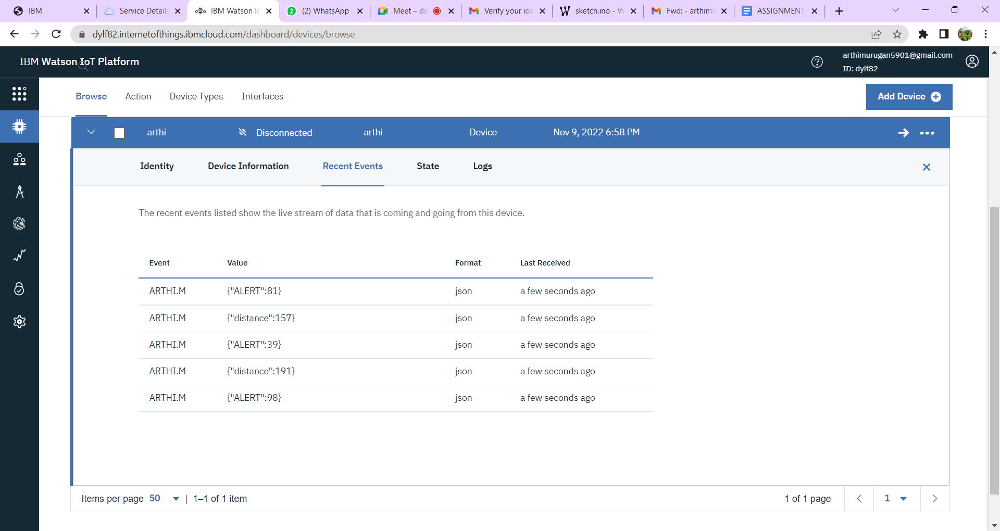 IBM
Service Details
IBM Watson Io
(2) WhatsApp
Meet – do
Verify your ide
sketch.ino - W
Fwd: - arthimu
ASSIGNMENT
dylf82.internetofthings.ibmcloud.com/dashboard/devices/browse
IBM Watson IoT Platform
arthimurugan5901@gmail.com
ID: dylf82
Browse Action Device Types Interfaces
Add Device
arthi Disconnected arthi Device Nov 9, 2022 6:58 PM
Identity Device Information Recent Events State Logs
The recent events listed show the live stream of data that is coming and going from this device.
Event Value Format Last Received
ARTHI.M {"ALERT":81} json a few seconds ago
ARTHI.M {"distance":157} json a few seconds ago
ARTHI.M {"ALERT":39} json a few seconds ago
ARTHI.M {"distance":191} json a few seconds ago
ARTHI.M {"ALERT":98} json a few seconds ago
Items per page 50 | 1–1 of 1 item
1 of 1 page 1